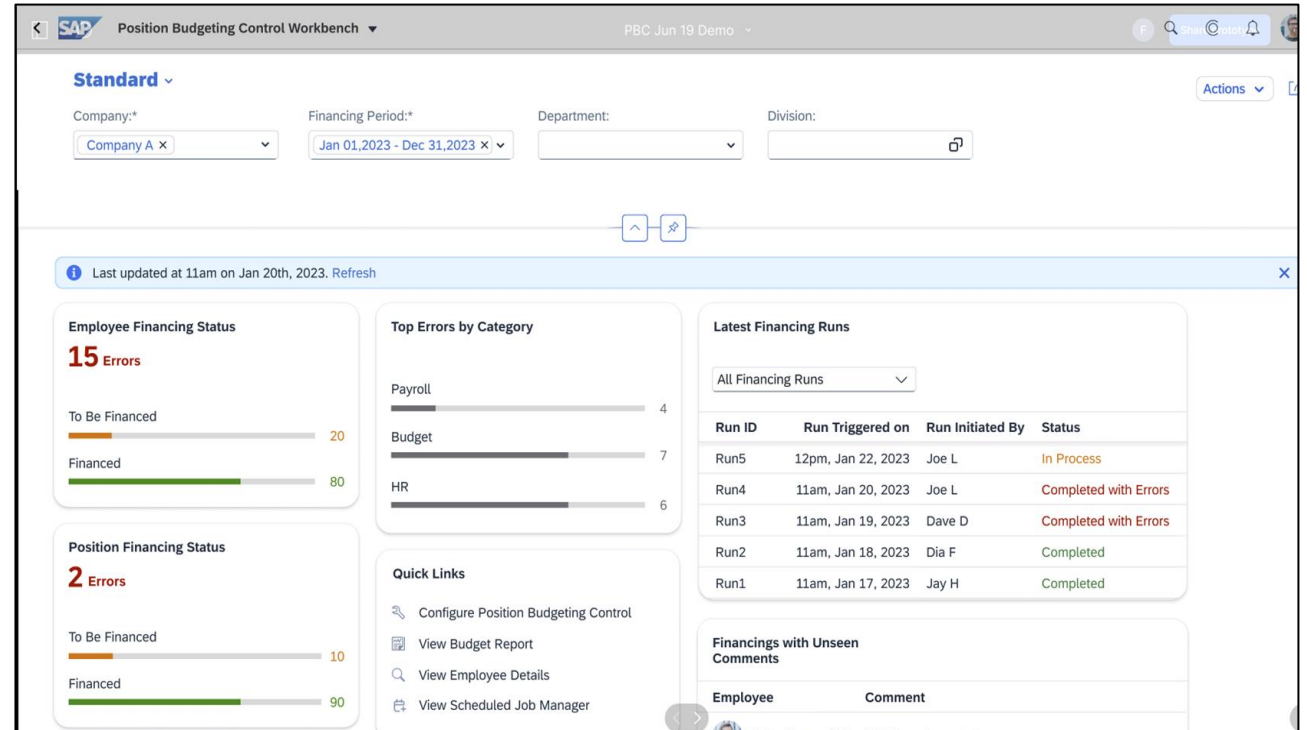 SAP Position Budgeting Control Workbench PBC Jun 19 Demo F
Standard Actions
Company:* Financing Period:* Department: Division:
Company A Jan 01,2023 - Dec 31,2023
Last updated at 11am on Jan 20th, 2023. Refresh
Employee Financing Status
15 Errors
To Be Financed
20
Financed
80
Position Financing Status
2 Errors
To Be Financed
10
Financed
90
Top Errors by Category
Payroll
4
Budget
7
HR
6
Quick Links
Configure Position Budgeting Control
View Budget Report
View Employee Details
View Scheduled Job Manager
Latest Financing Runs
All Financing Runs
Run ID Run Triggered on Run Initiated By Status
Run5 12pm, Jan 22, 2023 Joe L In Process
Run4 11am, Jan 20, 2023 Joe L Completed with Errors
Run3 11am, Jan 19, 2023 Dave D Completed with Errors
Run2 11am, Jan 18, 2023 Dia F Completed
Run1 11am, Jan 17, 2023 Jay H Completed
Financings with Unseen
Comments
Employee Comment